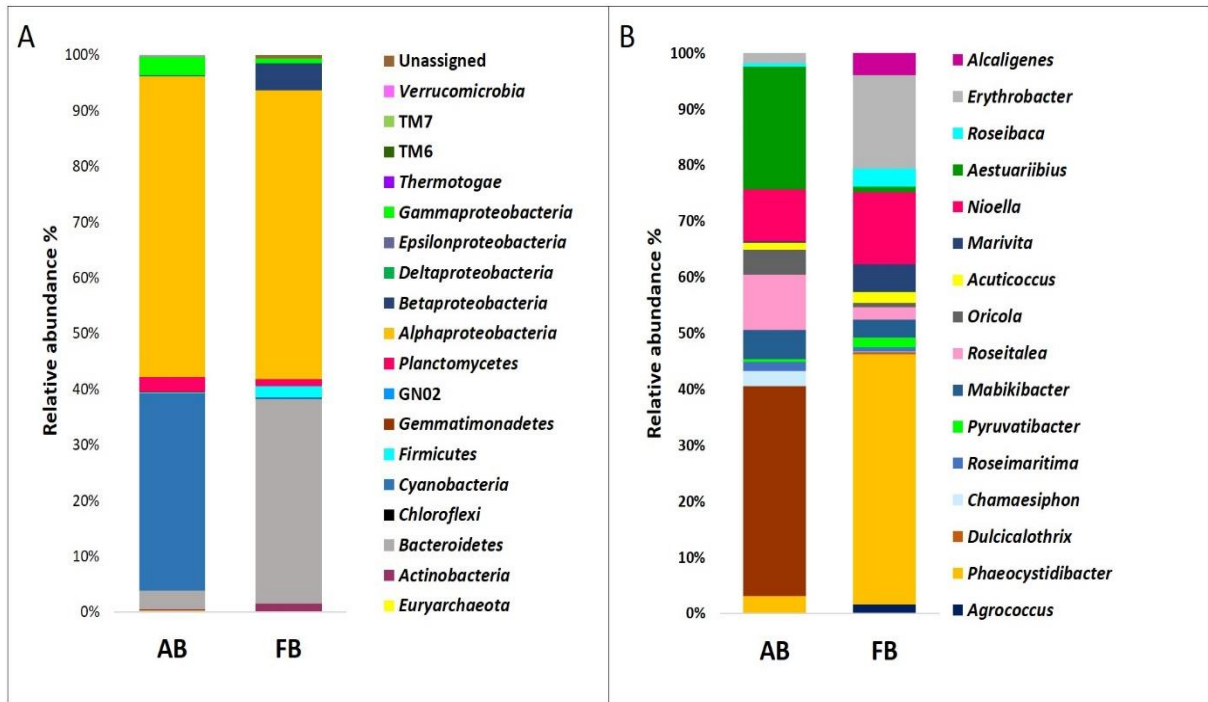 A
Relative abundance %
100%
90%
80%
70%
60%
50%
40%
30%
20%
10%
0%
AB FB
Unassigned
Verrucomicrobia
TM7
TM6
Thermotogae
Gammaproteobacteria
Epsilonproteobacteria
Deltaproteobacteria
Betaproteobacteria
Alphaproteobacteria
Planctomycetes
GN02
Gemmatimonadetes
Firmicutes
Cyanobacteria
Chloroflexi
Bacteroidetes
Actinobacteria
Euryarchaeota
B
Relative abundance %
100%
90%
80%
70%
60%
50%
40%
30%
20%
10%
0%
AB FB
Alcaligenes
Erythrobacter
Roseibaca
Aestuariibius
Nioella
Marivita
Acuticoccus
Oricola
Roseitalea
Mabikibacter
Pyruvatibacter
Roseimaritima
Chamaesiphon
Dulcicalothrix
Phaeocystidibacter
Agrococcus